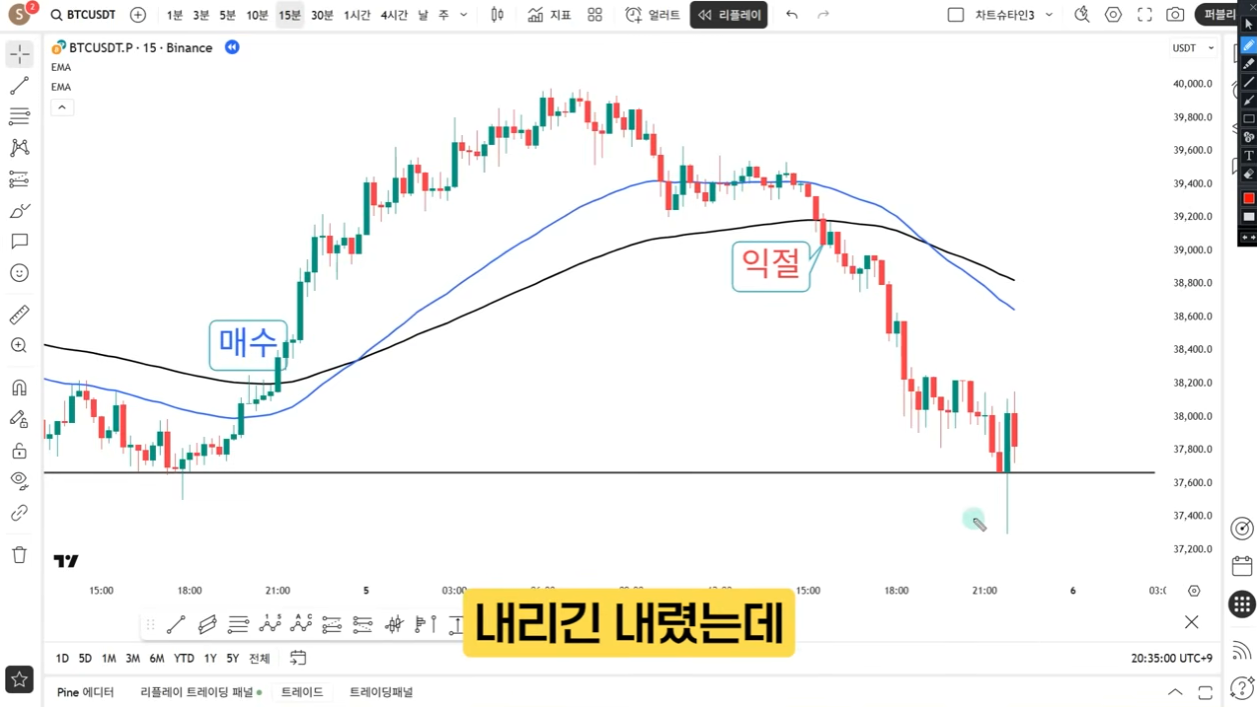 S 2 BTCUSDT 1분 3분 5분 10분 15분 30분 1시간 4시간 날 주 지표 얼러트 리플레이 차트슈타인3 퍼블리
BTCUSDT.P · 15 · Binance
USDT
EMA
EMA
40,000.0
39,800.0
39,600.0
39,400.0
39,200.0
39,000.0
38,800.0
38,600.0
38,400.0
38,200.0
38,000.0
37,800.0
37,600.0
37,400.0
37,200.0
익절
매수
15:00 18:00 21:00 5 03:00 15:00 18:00 21:00 6
내리긴 내렸는데
1D 5D 1M 3M 6M YTD 1Y 5Y 전체
20:35:00 UTC+9
Pine 에디터 리플레이 트레이딩 패널 트레이드 트레이딩패널